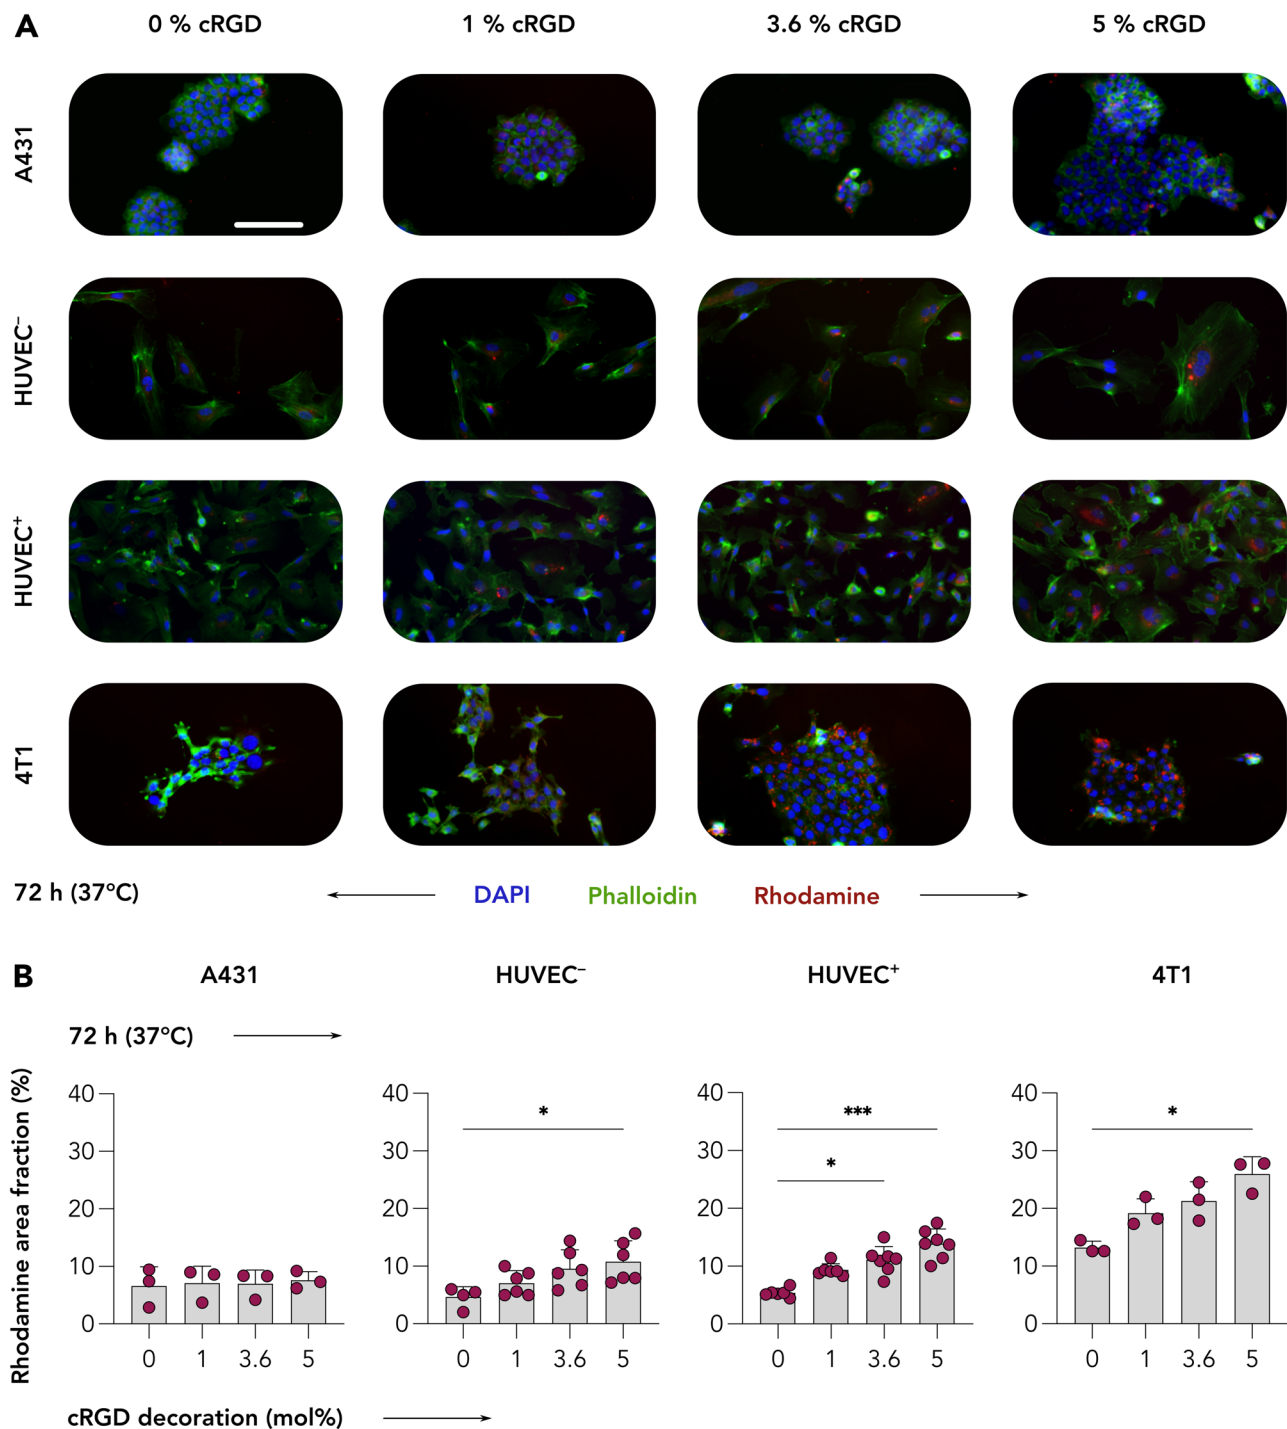 A
0 % cRGD 1 % cRGD 3.6 % cRGD 5 % cRGD
A431
HUVEC⁻
HUVEC⁺
4T1
72 h (37°C) DAPI Phalloidin Rhodamine
B
A431 HUVEC⁻ HUVEC⁺ 4T1
72 h (37°C)
Rhodamine area fraction (%)
40
30
20
10
0
0 1 3.6 5
*
40
30
20
10
0
0 1 3.6 5
***
*
40
30
20
10
0
0 1 3.6 5
*
40
30
20
10
0
0 1 3.6 5
cRGD decoration (mol%)